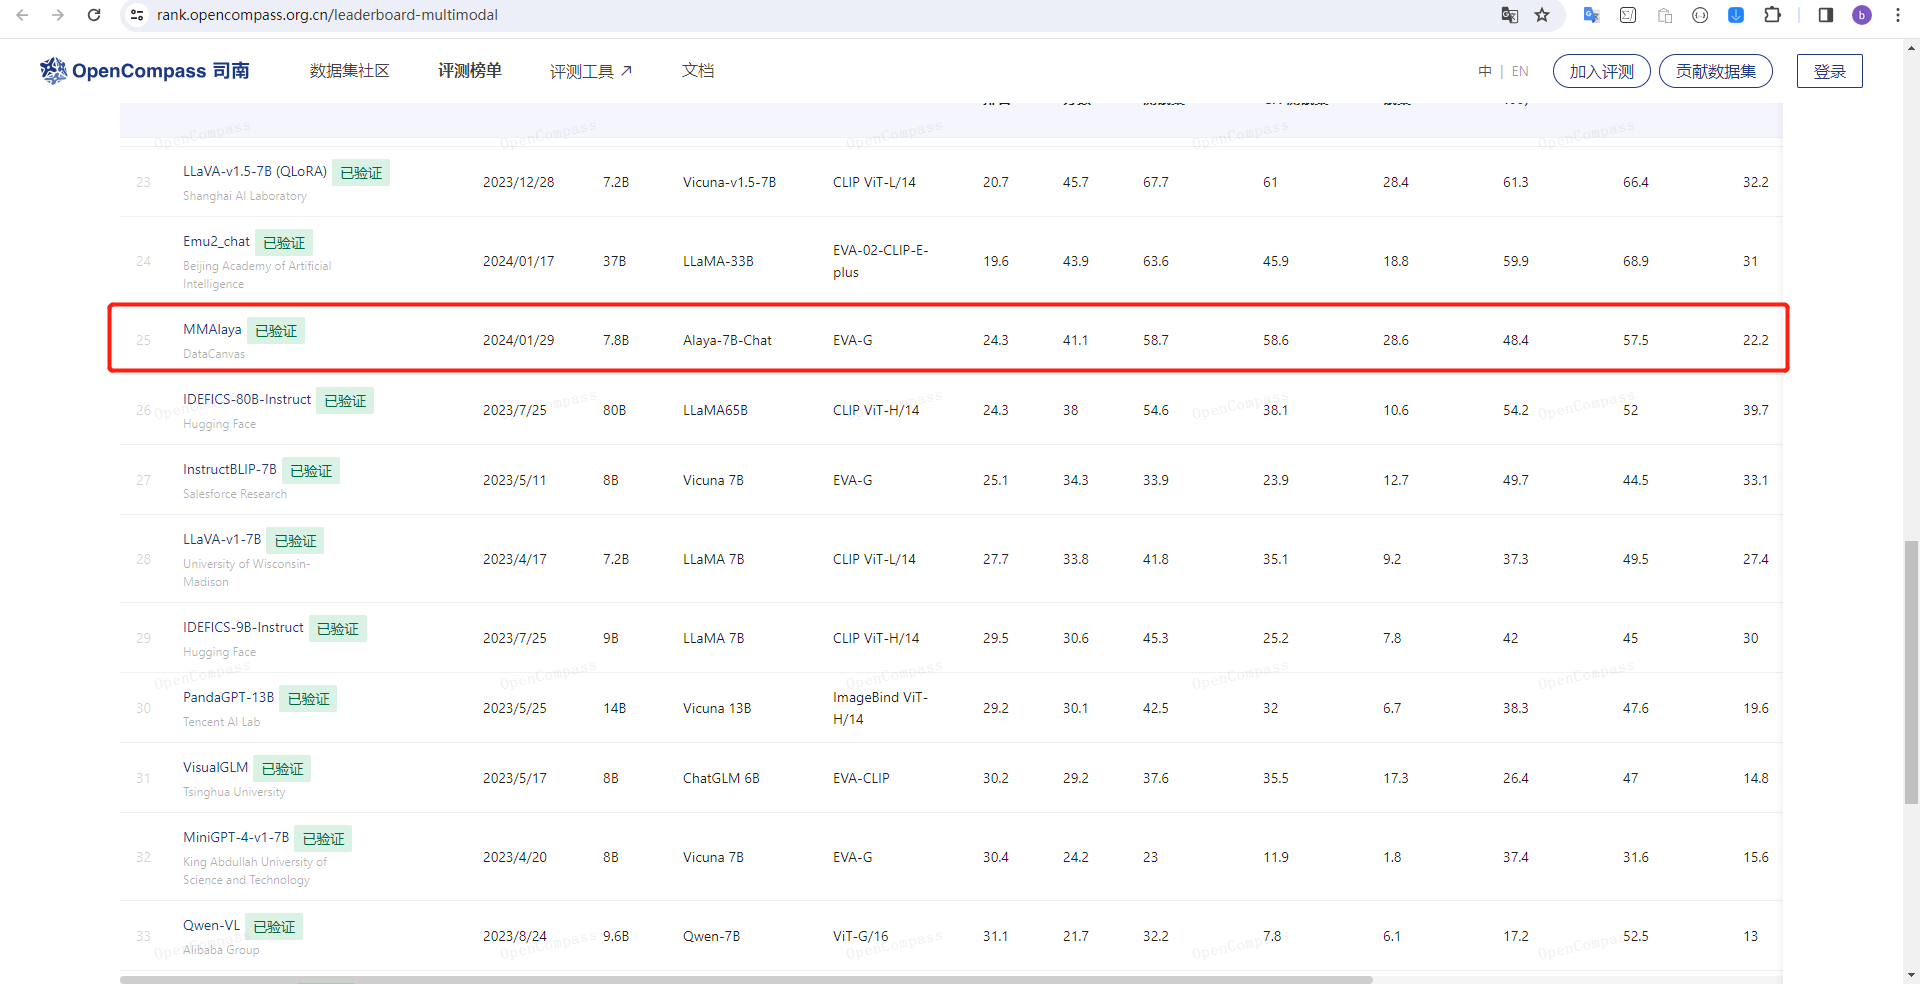 rank.opencompass.org.cn/leaderboard-multimodal
b
OpenCompass 司南 数据集社区 评测榜单 评测工具 ↗ 文档 中 | EN 加入评测 贡献数据集 登录
OpenCompass OpenCompass OpenCompass OpenCompass OpenCompass
23 LLaVA-v1.5-7B (QLoRA) 已验证 2023/12/28 7.2B Vicuna-v1.5-7B CLIP ViT-L/14 20.7 45.7 67.7 61 28.4 61.3 66.4 32.2
Shanghai AI Laboratory
24 Emu2_chat 已验证 2024/01/17 37B LLaMA-33B EVA-02-CLIP-E- 19.6 43.9 63.6 45.9 18.8 59.9 68.9 31
plus
Beijing Academy of Artificial
Intelligence
25 MMAlaya 已验证 2024/01/29 7.8B Alaya-7B-Chat EVA-G 24.3 41.1 58.7 58.6 28.6 48.4 57.5 22.2
DataCanvas
26 IDEFICS-80B-Instruct 已验证 2023/7/25 80B LLaMA65B CLIP ViT-H/14 24.3 38 54.6 38.1 10.6 54.2 52 39.7
Hugging Face
OpenCompass OpenCompass OpenCompass OpenCompass OpenCompass
27 InstructBLIP-7B 已验证 2023/5/11 8B Vicuna 7B EVA-G 25.1 34.3 33.9 23.9 12.7 49.7 44.5 33.1
Salesforce Research
28 LLaVA-v1-7B 已验证 2023/4/17 7.2B LLaMA 7B CLIP ViT-L/14 27.7 33.8 41.8 35.1 9.2 37.3 49.5 27.4
University of Wisconsin-
Madison
29 IDEFICS-9B-Instruct 已验证 2023/7/25 9B LLaMA 7B CLIP ViT-H/14 29.5 30.6 45.3 25.2 7.8 42 45 30
Hugging Face
OpenCompass OpenCompass OpenCompass OpenCompass OpenCompass
30 PandaGPT-13B 已验证 2023/5/25 14B Vicuna 13B ImageBind ViT- 29.2 30.1 42.5 32 6.7 38.3 47.6 19.6
H/14
Tencent AI Lab
31 VisualGLM 已验证 2023/5/17 8B ChatGLM 6B EVA-CLIP 30.2 29.2 37.6 35.5 17.3 26.4 47 14.8
Tsinghua University
32 MiniGPT-4-v1-7B 已验证 2023/4/20 8B Vicuna 7B EVA-G 30.4 24.2 23 11.9 1.8 37.4 31.6 15.6
King Abdullah University of
Science and Technology
33 Qwen-VL 已验证 2023/8/24 9.6B Qwen-7B ViT-G/16 31.1 21.7 32.2 7.8 6.1 17.2 52.5 13
Alibaba Group
OpenCompass OpenCompass OpenCompass OpenCompass OpenCompass